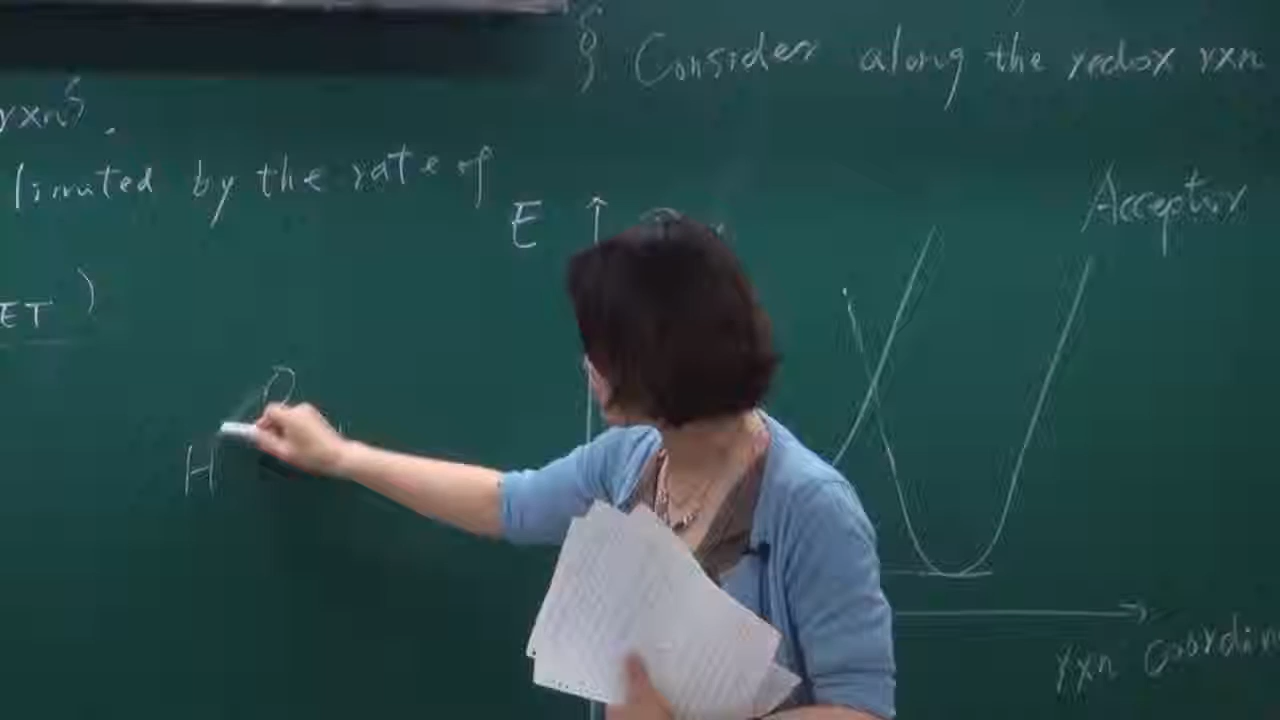 Consider along the redox rxn
rxn^s.
limited by the rate of
ET )
E
Acceptor
H
O
rxn coordin